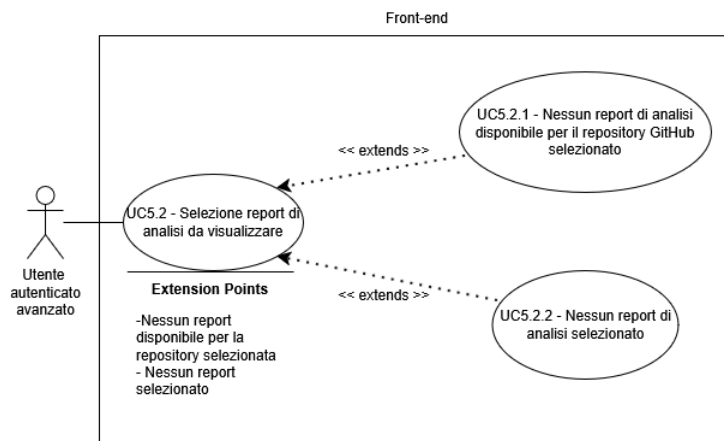 Front-end
UC5.2.1 - Nessun report di analisi
disponibile per il repository GitHub
selezionato
<< extends >>
UC5.2 - Selezione report di
analisi da visualizzare
Utente
autenticato
avanzato
Extension Points
-Nessun report
disponibile per la
repository selezionata
- Nessun report
selezionato
<< extends >>
UC5.2.2 - Nessun report di
analisi selezionato